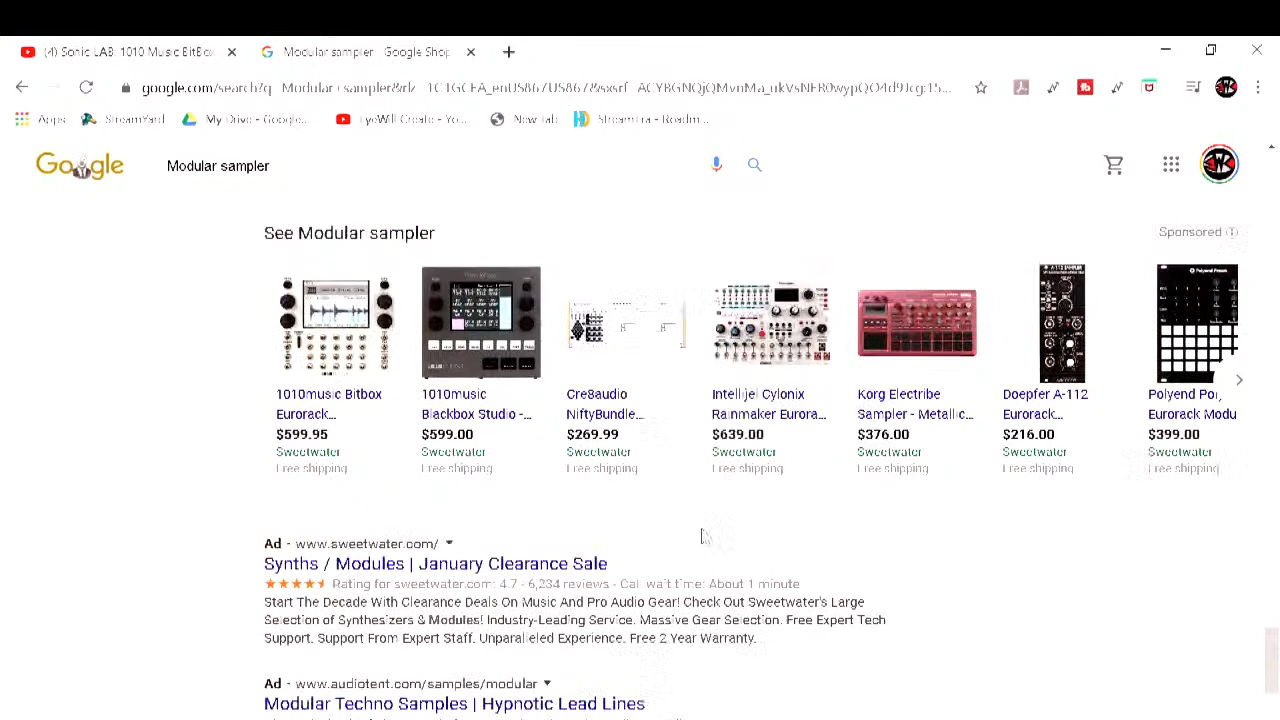 (4) Sonic LAB: 1010 Music BitBox
Modular sampler - Google Shop
Apps
StreamYard
My Drive - Google...
EyeWill Create - Yo...
New Tab
Google
Modular sampler
See Modular sampler
Sponsored
1010music Bitbox Eurorack...
$599.95
Sweetwater
Free shipping
1010music Blackbox Studio -...
$599.00
Sweetwater
Free shipping
Cre8audio NiftyBundle...
$269.99
Sweetwater
Free shipping
Intellijel Cylonix Rainmaker Eurora...
$639.00
Sweetwater
Free shipping
Korg Electribe Sampler - Metallic...
$376.00
Sweetwater
Free shipping
Doepfer A-112 Eurorack...
$216.00
Sweetwater
Free shipping
Eurorack Modu
$399.00
Sweetwater
Free shipping
Ad - www.sweetwater.com/
Synths / Modules | January Clearance Sale
Rating for sweetwater.com: 4.7 - 6,234 reviews - Call wait time: About 1 minute
Start The Decade With Clearance Deals On Music And Pro Audio Gear! Check Out Sweetwater's Large
Selection of Synthesizers & Modules! Industry-Leading Service. Massive Gear Selection. Free Expert Tech
Support. Support From Expert Staff. Unparalleled Experience. Free 2 Year Warranty.
Ad - www.audiotent.com/samples/modular
Modular Techno Samples | Hypnotic Lead Lines